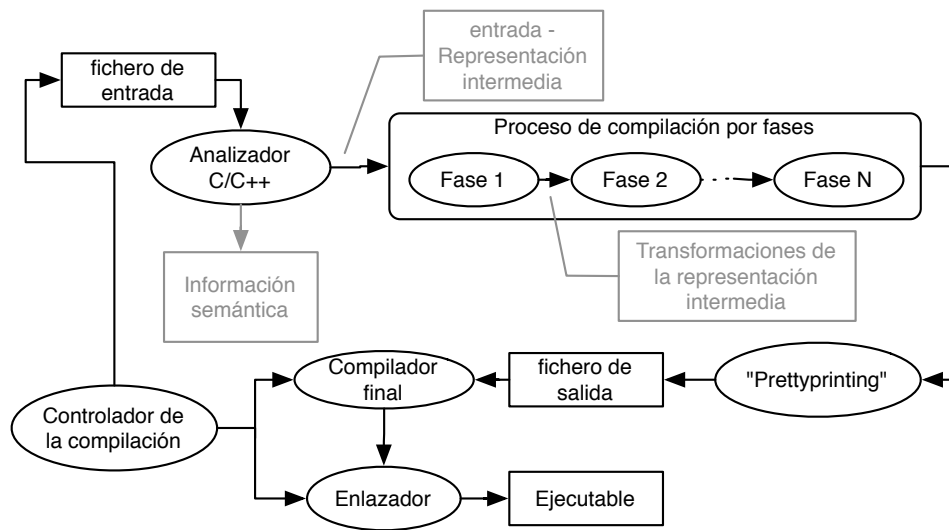 entrada -
Representación
intermedia
fichero de
entrada
Analizador
C/C++
Proceso de compilación por fases
Fase 1
Fase 2
Fase N
Información
semántica
Transformaciones de
la representación
intermedia
Compilador
final
fichero de
salida
"Prettyprinting"
Controlador de
la compilación
Enlazador
Ejecutable